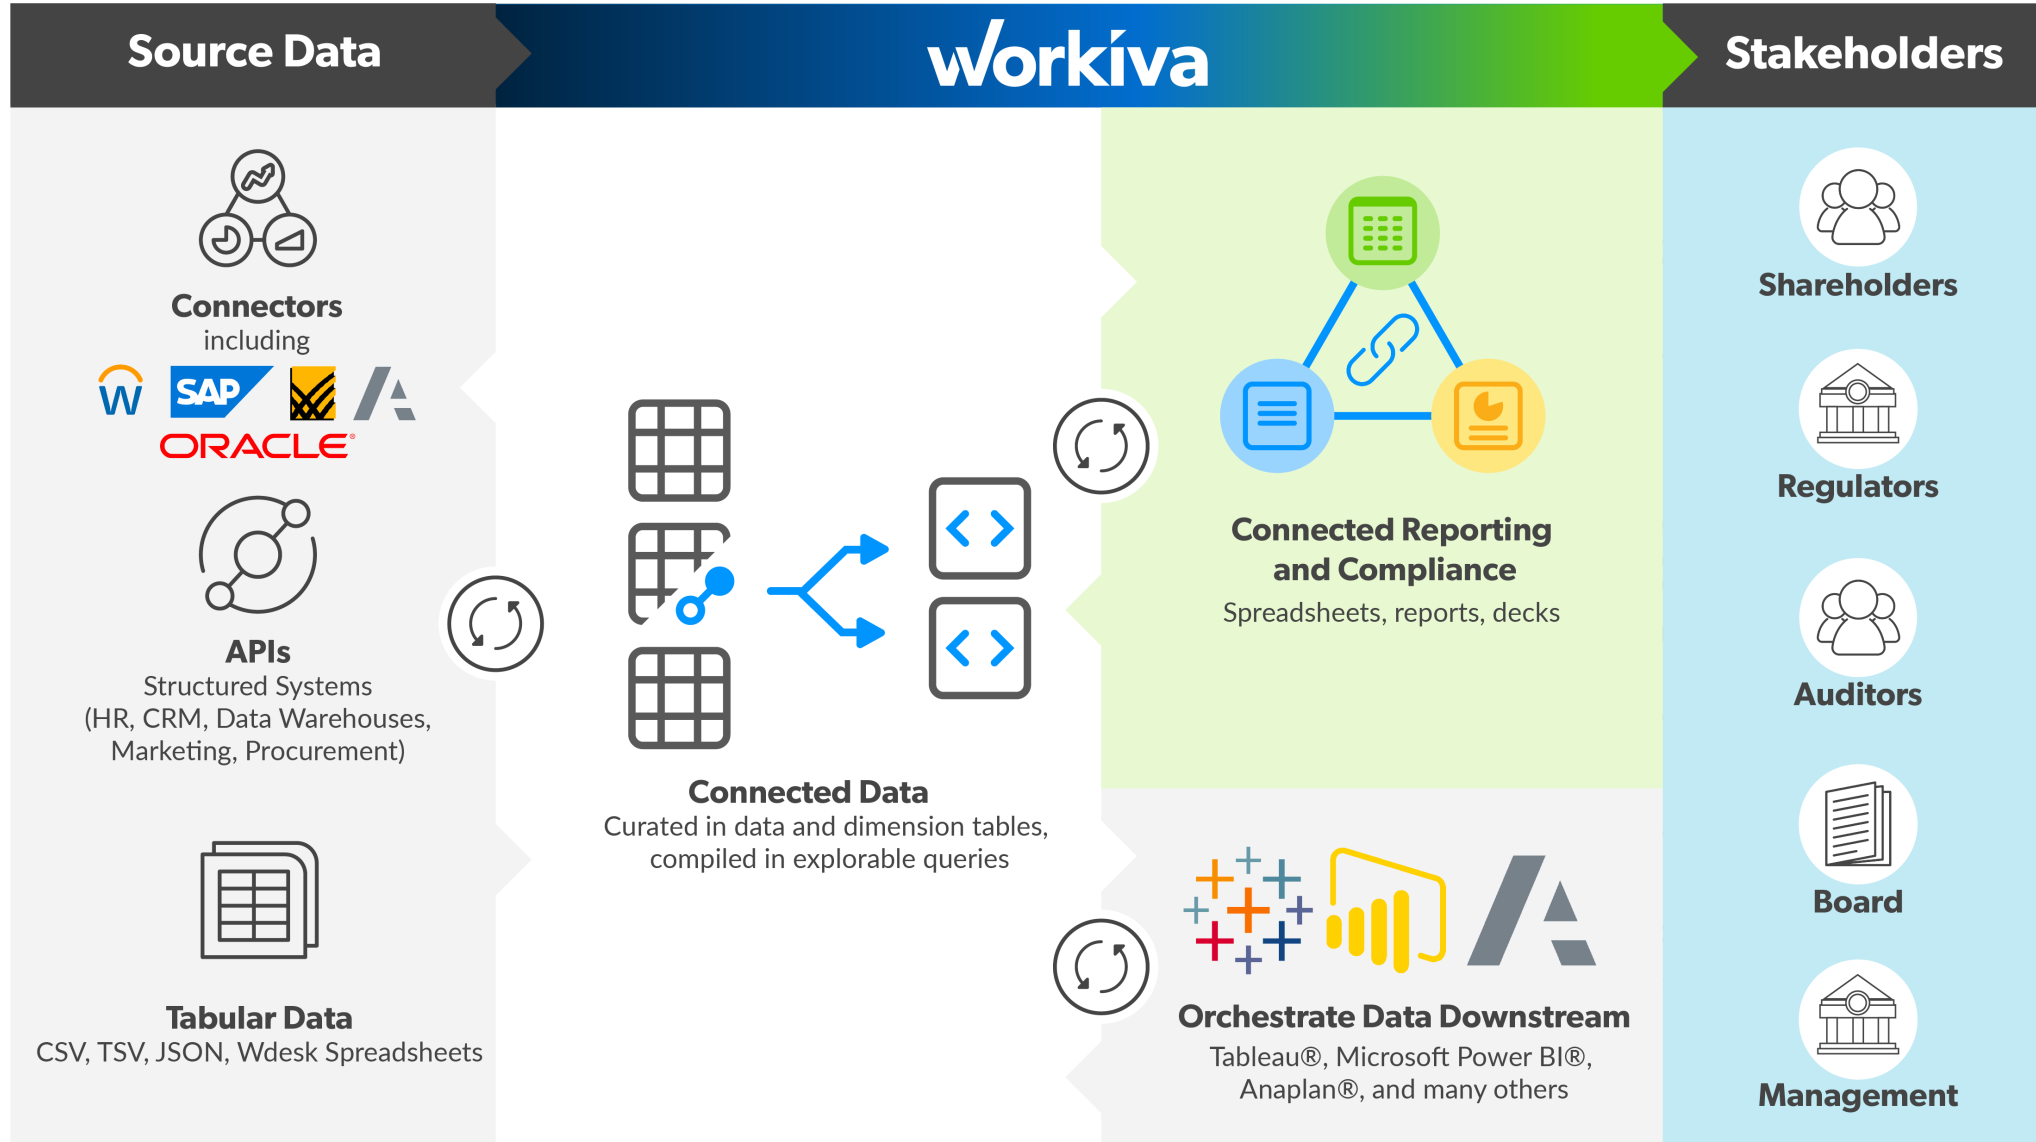 Source Data
workiva
Stakeholders
Connectors
including
W
SAP
ORACLE®
APIs
Structured Systems
(HR, CRM, Data Warehouses,
Marketing, Procurement)
Tabular Data
CSV, TSV, JSON, Wdesk Spreadsheets
Connected Data
Curated in data and dimension tables,
compiled in explorable queries
Connected Reporting
and Compliance
Spreadsheets, reports, decks
Orchestrate Data Downstream
Tableau®, Microsoft Power BI®,
Anaplan®, and many others
Shareholders
Regulators
Auditors
Board
Management